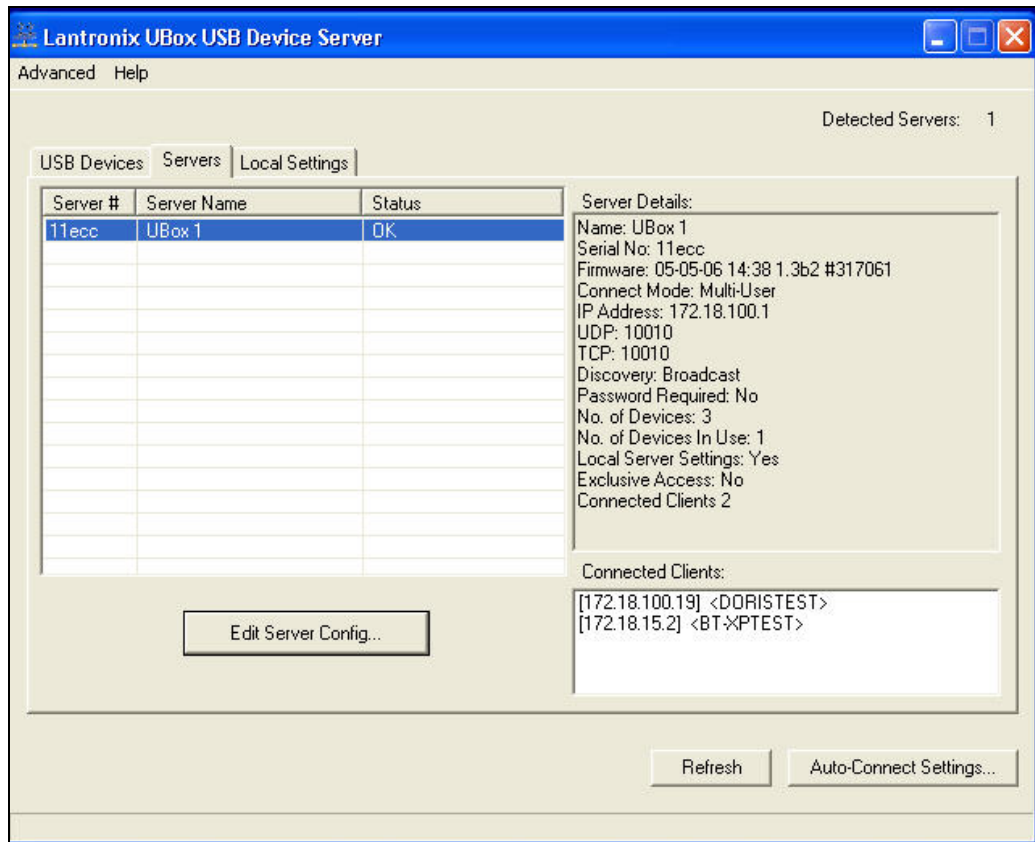 Lantronix UBox USB Device Server
Advanced Help
Detected Servers: 1
USB Devices Servers Local Settings
Server # Server Name Status
11ecc UBox 1 OK
Server Details:
Name: UBox 1
Serial No: 11ecc
Firmware: 05-05-06 14:38 1.3b2 #317061
Connect Mode: Multi-User
IP Address: 172.18.100.1
UDP: 10010
TCP: 10010
Discovery: Broadcast
Password Required: No
No. of Devices: 3
No. of Devices In Use: 1
Local Server Settings: Yes
Exclusive Access: No
Connected Clients 2
Connected Clients:
[172.18.100.19] <DORISTEST>
[172.18.15.2] <BT-XPTEST>
Edit Server Config...
Refresh Auto-Connect Settings...